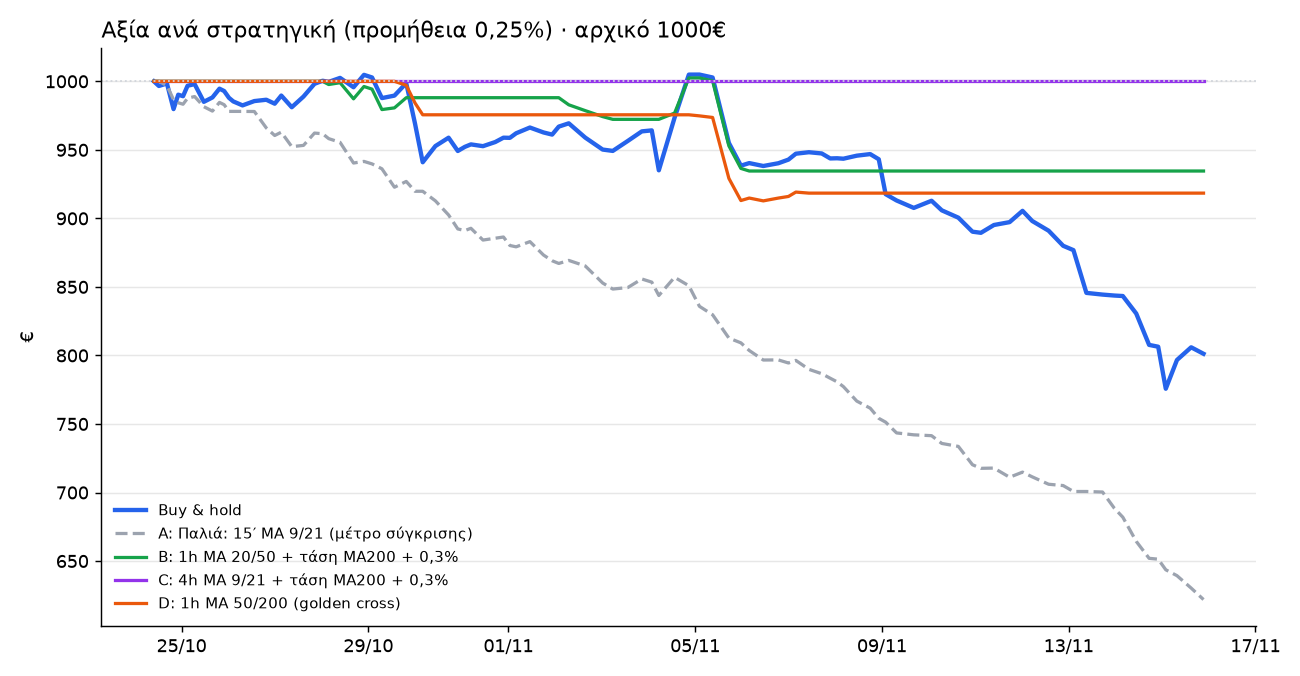 Αξία ανά στρατηγική (προμήθεια 0,25%) · αρχικό 1000€
1000
950
900
850
800
750
700
650
€
Buy & hold
A: Παλιά: 15′ MA 9/21 (μέτρο σύγκρισης)
B: 1h MA 20/50 + τάση MA200 + 0,3%
C: 4h MA 9/21 + τάση MA200 + 0,3%
D: 1h MA 50/200 (golden cross)
25/10
29/10
01/11
05/11
09/11
13/11
17/11